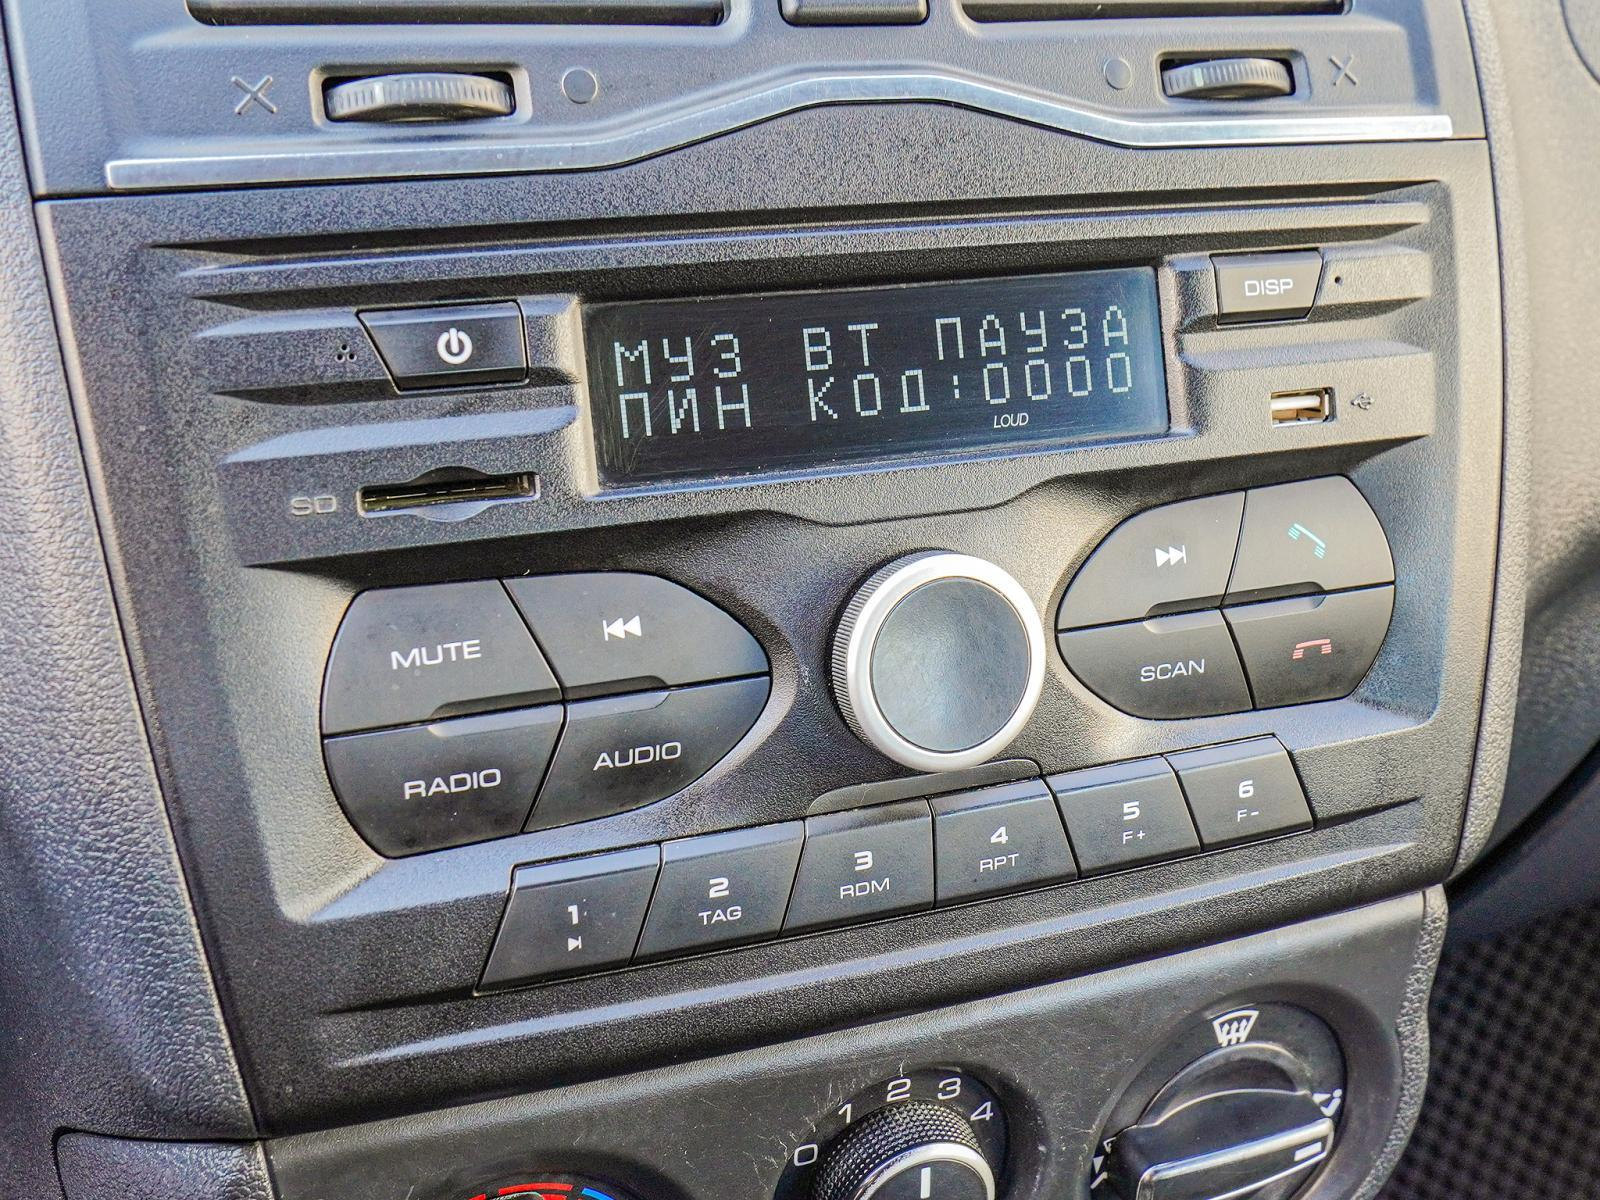 DISP
МУЗ ВТ ПАУЗА
ПИН КОД:0000
LOUD
SD
MUTE
SCAN
RADIO
AUDIO
1
2 TAG
3 RDM
4 RPT
5 F+
6 F-
0 1 2 3 4